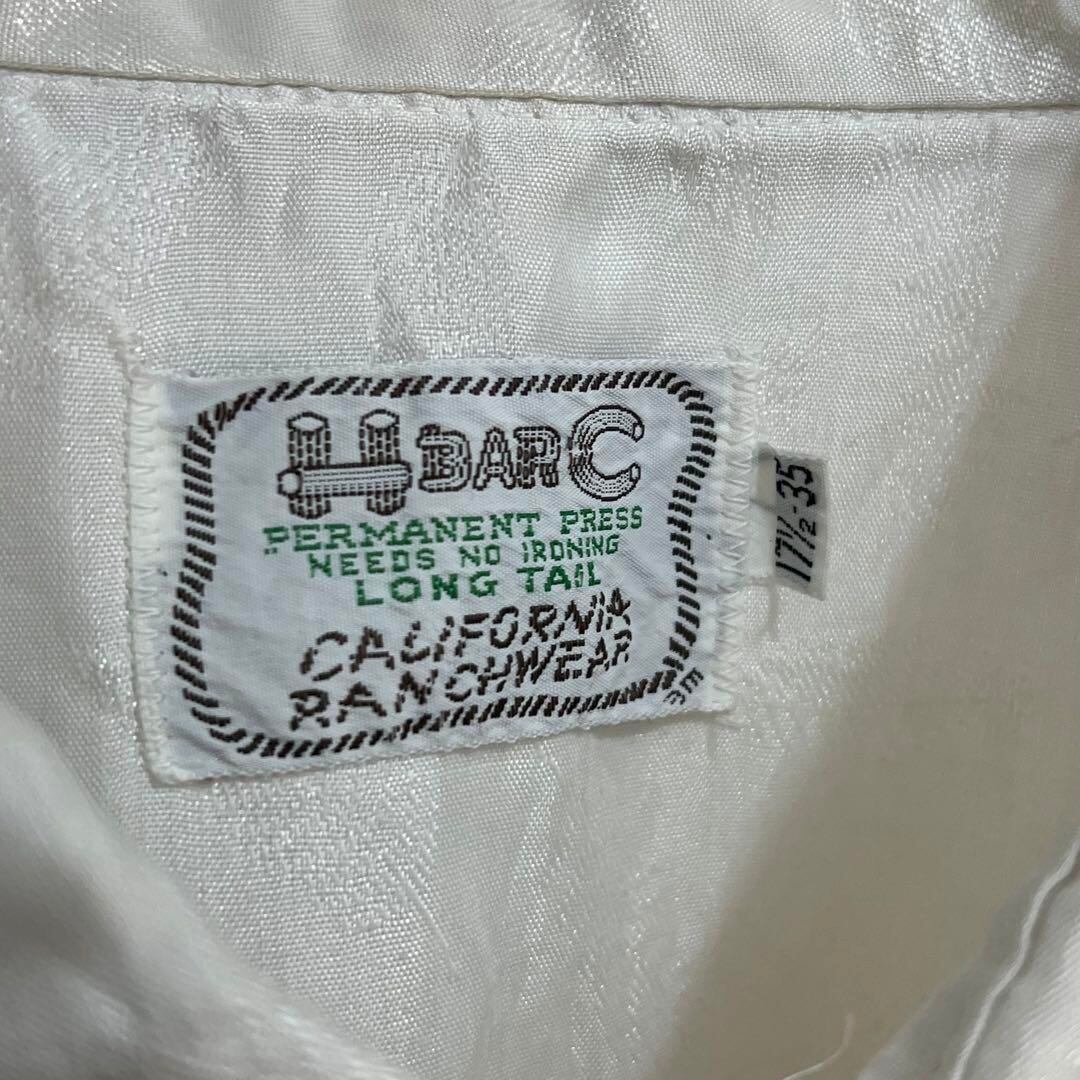 H BAR C
PERMANENT PRESS
NEEDS NO IRONING
LONG TAIL
CALIFORNIA
RANCHWEAR
17½-35